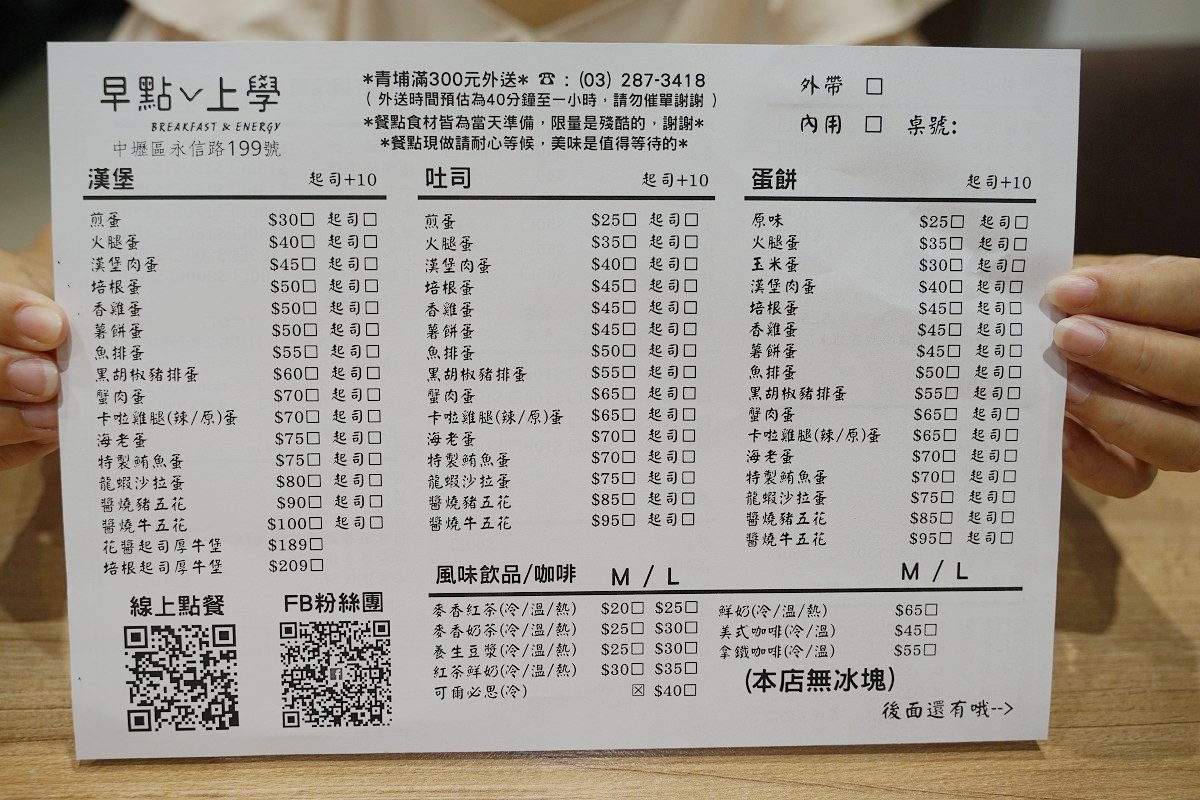 早點上學
BREAKFAST & ENERGY
中壢區永信路199號
*青埔滿300元外送* ☎ : (03) 287-3418
( 外送時間預估為40分鐘至一小時，請勿催單謝謝 )
*餐點食材皆為當天準備，限量是殘酷的，謝謝*
*餐點現做請耐心等候，美味是值得等待的*
外帶 □
內用 □ 桌號:
漢堡 起司+10
煎蛋 $30□ 起司□
火腿蛋 $40□ 起司□
漢堡肉蛋 $45□ 起司□
培根蛋 $50□ 起司□
香雞蛋 $50□ 起司□
薯餅蛋 $50□ 起司□
魚排蛋 $55□ 起司□
黑胡椒豬排蛋 $60□ 起司□
蟹肉蛋 $70□ 起司□
卡啦雞腿(辣/原)蛋 $70□ 起司□
海老蛋 $75□ 起司□
特製鮪魚蛋 $75□ 起司□
龍蝦沙拉蛋 $80□ 起司□
醬燒豬五花 $90□ 起司□
醬燒牛五花 $100□ 起司□
花醬起司厚牛堡 $189□
培根起司厚牛堡 $209□
吐司 起司+10
煎蛋 $25□ 起司□
火腿蛋 $35□ 起司□
漢堡肉蛋 $40□ 起司□
培根蛋 $45□ 起司□
香雞蛋 $45□ 起司□
薯餅蛋 $45□ 起司□
魚排蛋 $50□ 起司□
黑胡椒豬排蛋 $55□ 起司□
蟹肉蛋 $65□ 起司□
卡啦雞腿(辣/原)蛋 $65□ 起司□
海老蛋 $70□ 起司□
特製鮪魚蛋 $70□ 起司□
龍蝦沙拉蛋 $75□ 起司□
醬燒豬五花 $85□ 起司□
醬燒牛五花 $95□ 起司□
蛋餅 起司+10
原味 $25□ 起司□
火腿蛋 $35□ 起司□
玉米蛋 $30□ 起司□
漢堡肉蛋 $40□ 起司□
培根蛋 $45□ 起司□
香雞蛋 $45□ 起司□
薯餅蛋 $45□ 起司□
魚排蛋 $50□ 起司□
黑胡椒豬排蛋 $55□ 起司□
蟹肉蛋 $65□ 起司□
卡啦雞腿(辣/原)蛋 $65□ 起司□
海老蛋 $70□ 起司□
特製鮪魚蛋 $70□ 起司□
龍蝦沙拉蛋 $75□ 起司□
醬燒豬五花 $85□ 起司□
醬燒牛五花 $95□ 起司□
線上點餐 FB粉絲團
風味飲品/咖啡 M / L M / L
麥香紅茶(冷/溫/熱) $20□ $25□
麥香奶茶(冷/溫/熱) $25□ $30□
養生豆漿(冷/溫/熱) $25□ $30□
紅茶鮮奶(冷/溫/熱) $30□ $35□
可爾必思(冷) ☒ $40□
鮮奶(冷/溫/熱) $65□
美式咖啡(冷/溫) $45□
拿鐵咖啡(冷/溫) $55□
(本店無冰塊)
後面還有哦-->